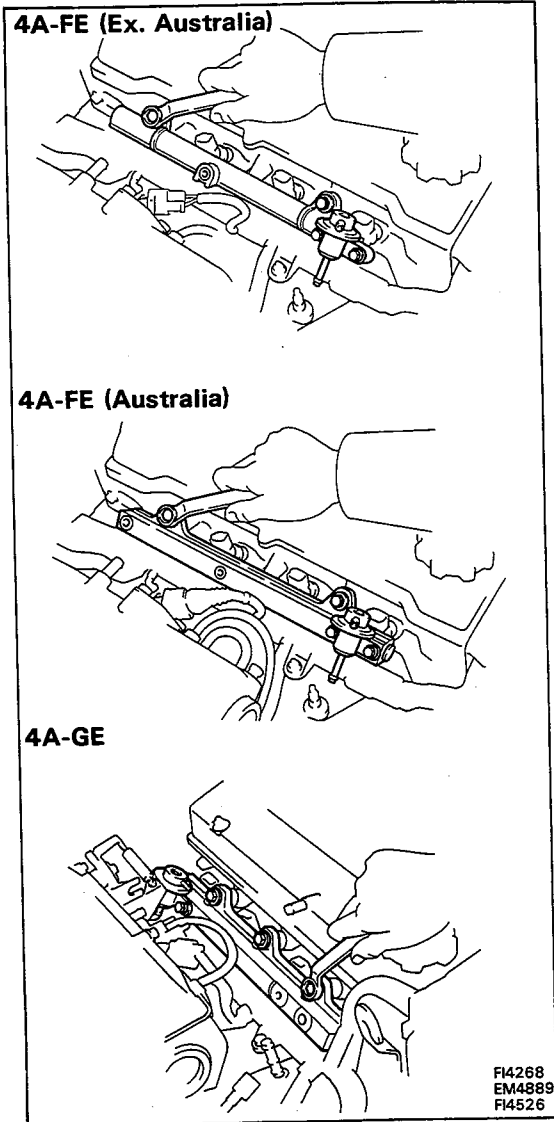 4A-FE (Ex. Australia)
4A-FE (Australia)
4A-GE
FI4268
EM4889
FI4526